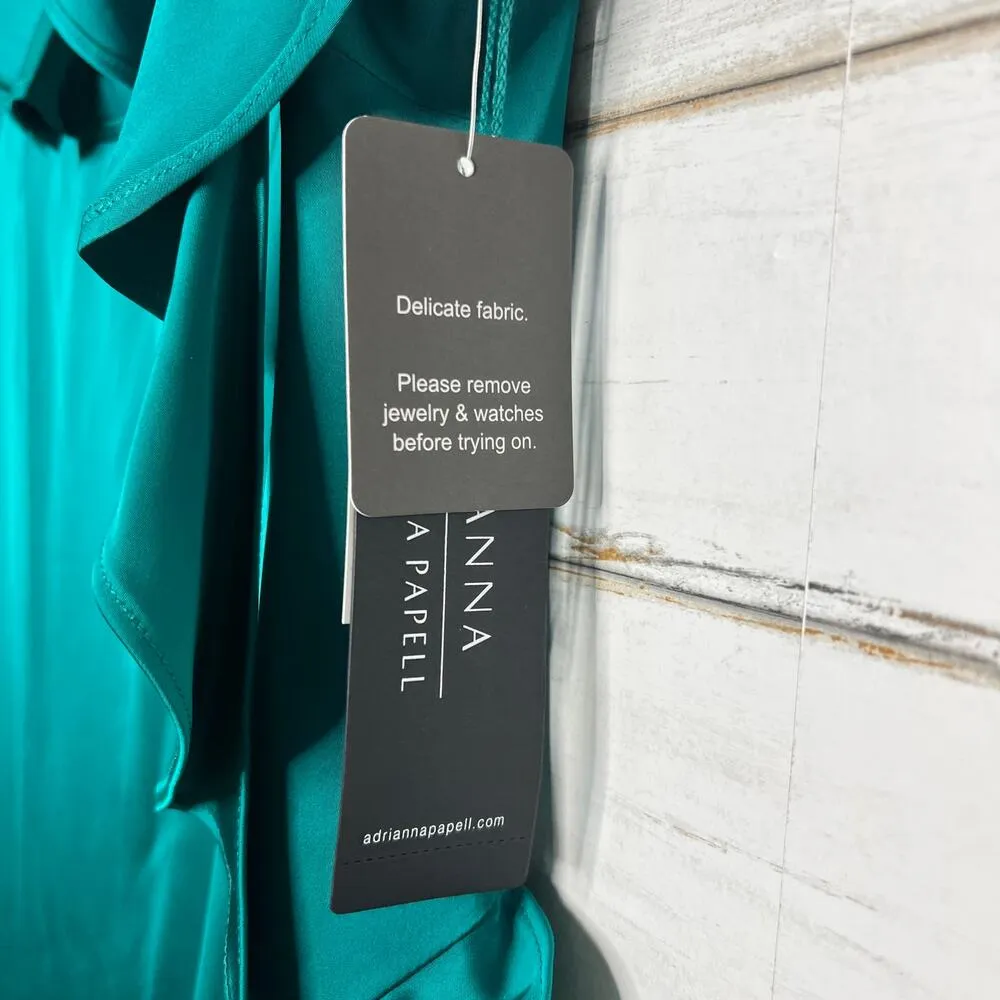 Delicate fabric.
Please remove
jewelry & watches
before trying on.
ANNA
A PAPELL
adriannapapell.com